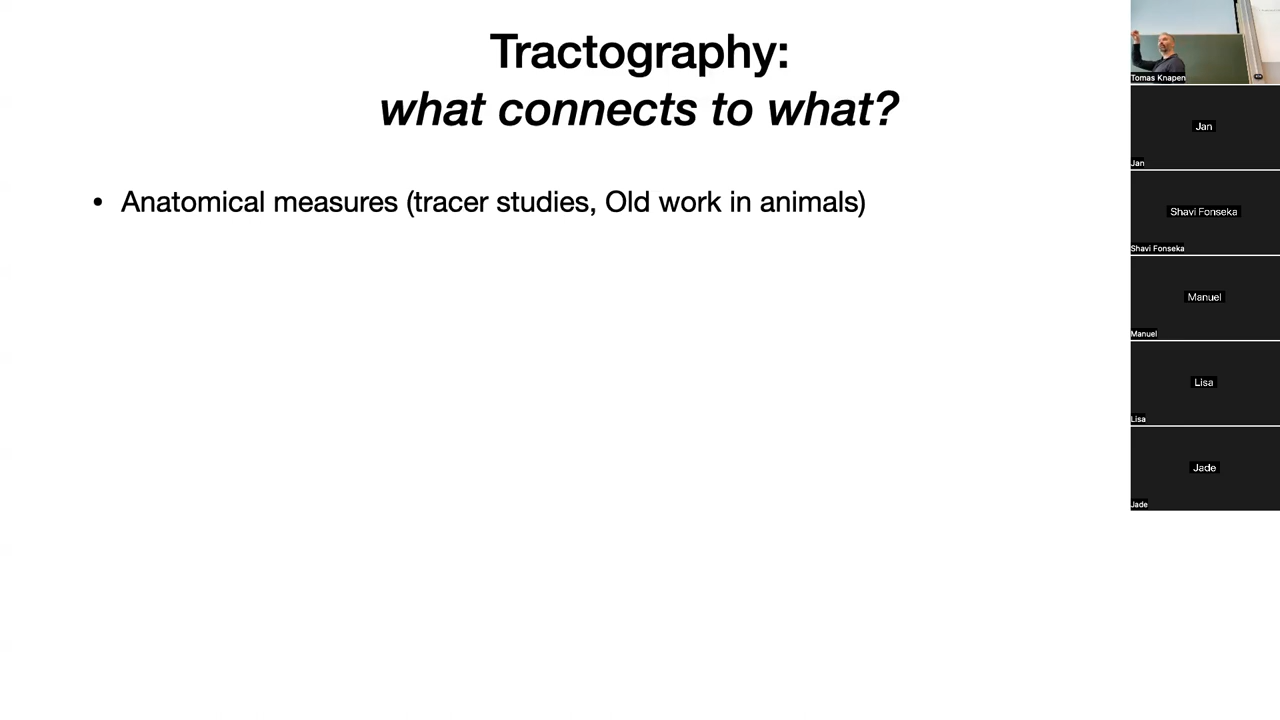 Tractography:
what connects to what?
• Anatomical measures (tracer studies, Old work in animals)
Tomas Knapen
Jan
Jan
Shavi Fonseka
Shavi Fonseka
Manuel
Manuel
Lisa
Lisa
Jade
Jade